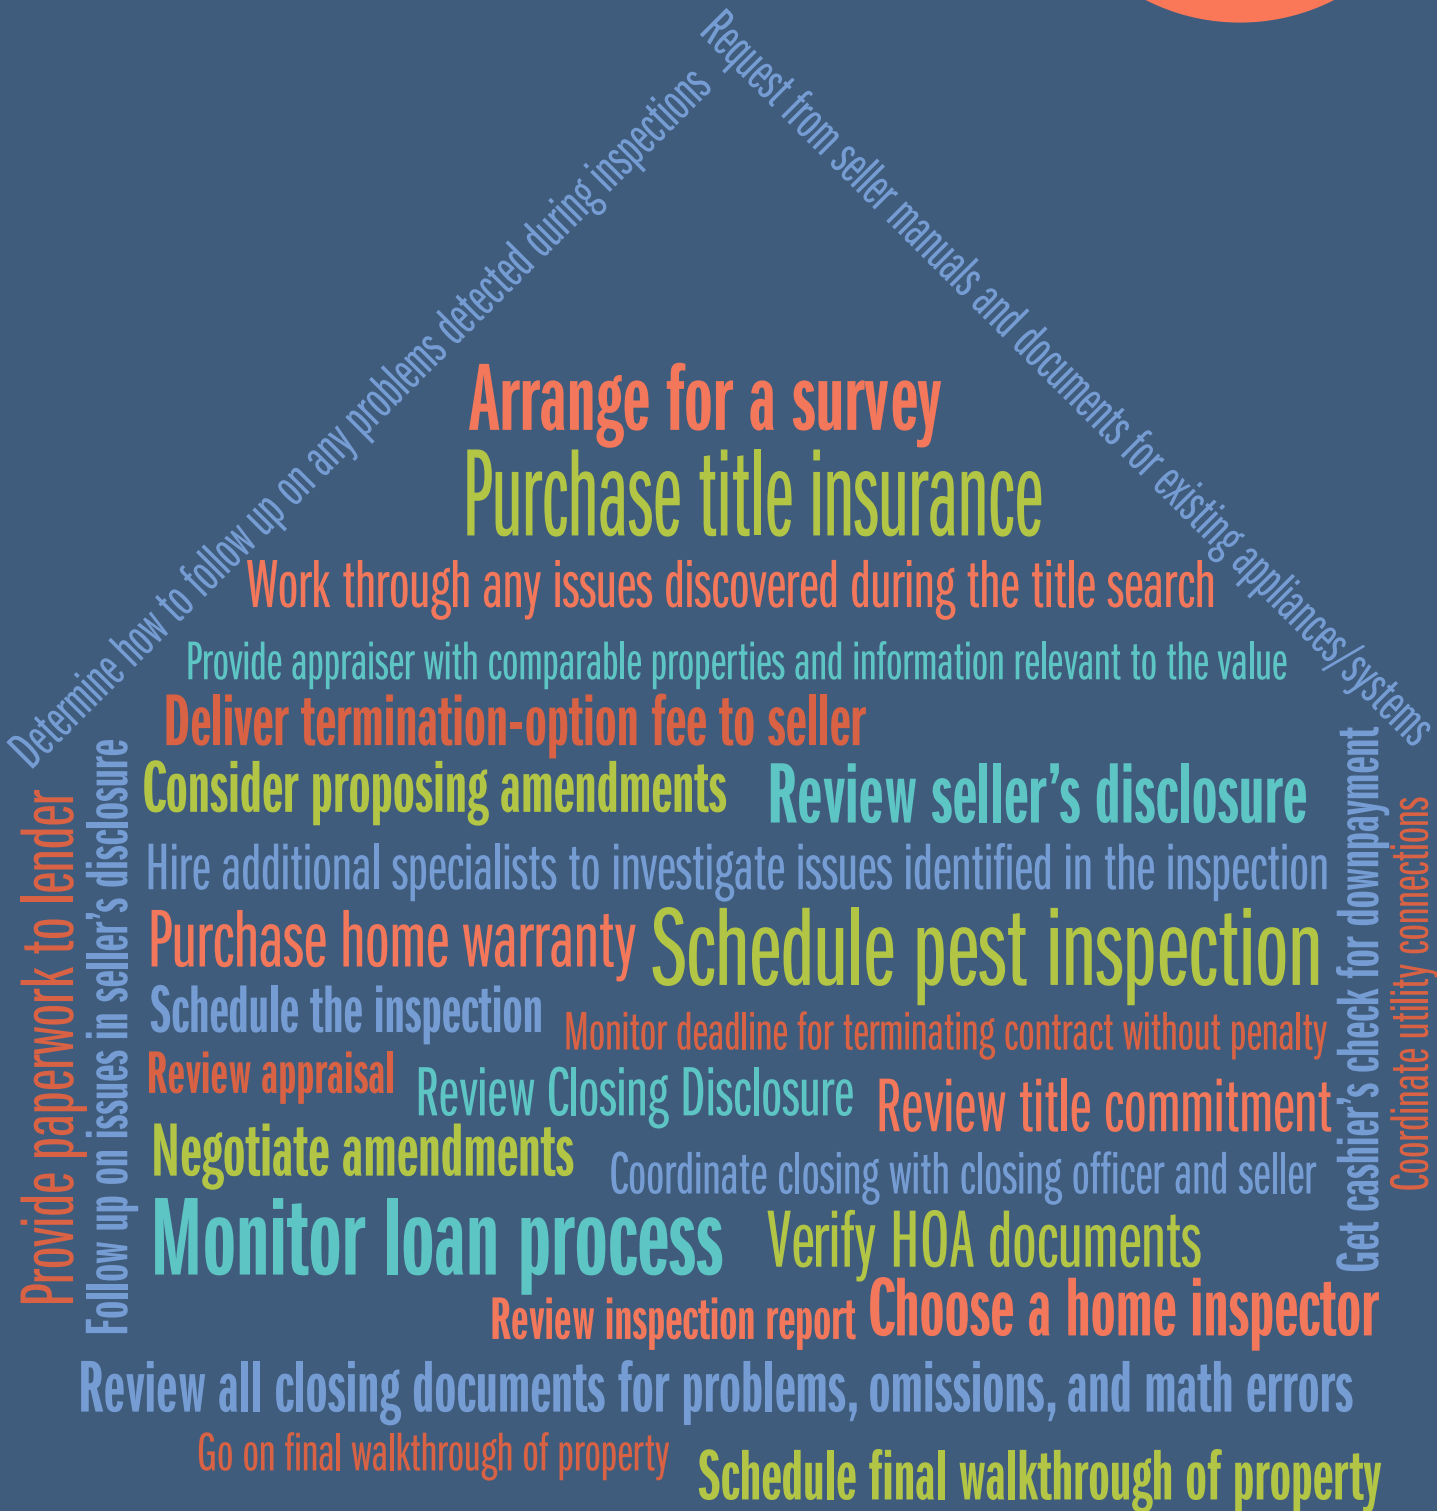 Request from seller manuals and documents for existing appliances/systems
Determine how to follow up on any problems detected during inspections
Arrange for a survey
Purchase title insurance
Work through any issues discovered during the title search
Provide appraiser with comparable properties and information relevant to the value
Deliver termination-option fee to seller
Consider proposing amendments
Review seller’s disclosure
Hire additional specialists to investigate issues identified in the inspection
Purchase home warranty
Schedule pest inspection
Schedule the inspection
Monitor deadline for terminating contract without penalty
Review appraisal
Review Closing Disclosure
Review title commitment
Negotiate amendments
Coordinate closing with closing officer and seller
Monitor loan process
Verify HOA documents
Review inspection report
Choose a home inspector
Provide paperwork to lender
Follow up on issues in seller’s disclosure
Get cashier’s check for downpayment
Coordinate utility connections
Review all closing documents for problems, omissions, and math errors
Go on final walkthrough of property
Schedule final walkthrough of property